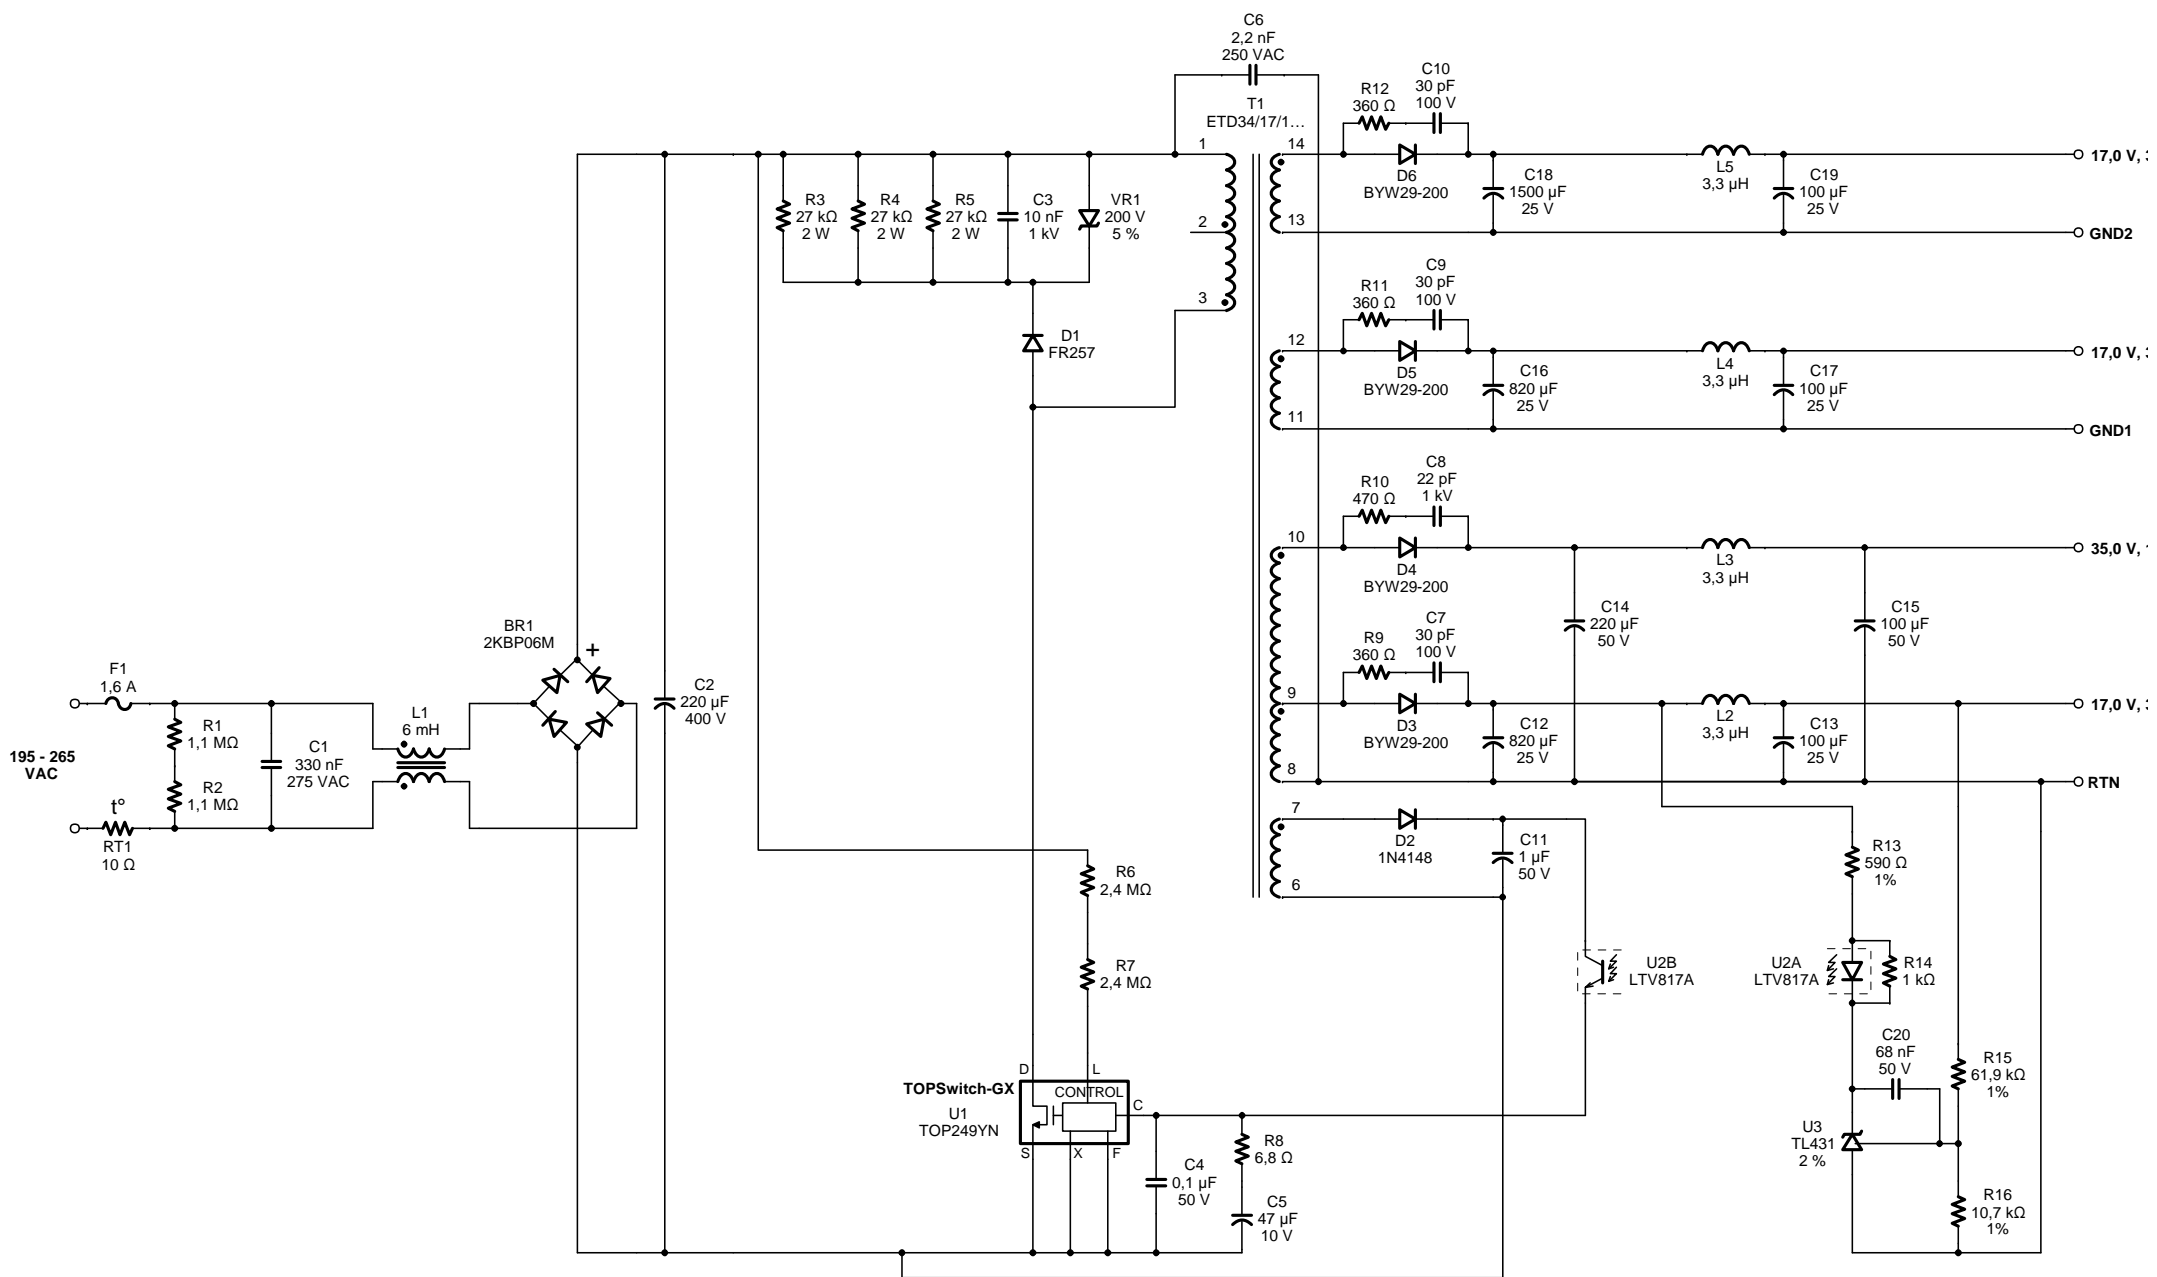 C6
2,2 nF
250 VAC
T1
ETD34/17/1…
1
2
3
14
13
12
11
10
9
8
7
6
R12
360 Ω
C10
30 pF
100 V
D6
BYW29-200
C18
1500 µF
25 V
L5
3,3 µH
C19
100 µF
25 V
17,0 V,
GND2
R3
27 kΩ
2 W
R4
27 kΩ
2 W
R5
27 kΩ
2 W
C3
10 nF
1 kV
VR1
200 V
5 %
D1
FR257
R11
360 Ω
C9
30 pF
100 V
D5
BYW29-200
C16
820 µF
25 V
L4
3,3 µH
C17
100 µF
25 V
17,0 V,
GND1
R10
470 Ω
C8
22 pF
1 kV
D4
BYW29-200
C14
220 µF
50 V
L3
3,3 µH
C15
100 µF
50 V
35,0 V,
R9
360 Ω
C7
30 pF
100 V
D3
BYW29-200
C12
820 µF
25 V
L2
3,3 µH
C13
100 µF
25 V
17,0 V,
RTN
BR1
2KBP06M
+
F1
1,6 A
195 - 265
VAC
t°
RT1
10 Ω
R1
1,1 MΩ
R2
1,1 MΩ
C1
330 nF
275 VAC
L1
6 mH
C2
220 µF
400 V
D2
1N4148
C11
1 µF
50 V
R6
2,4 MΩ
R7
2,4 MΩ
R13
590 Ω
1%
U2B
LTV817A
U2A
LTV817A
R14
1 kΩ
C20
68 nF
50 V
R15
61,9 kΩ
1%
U3
TL431
2 %
R16
10,7 kΩ
1%
TOPSwitch-GX
U1
TOP249YN
D
L
CONTROL
C
S
X
F
C4
0,1 µF
50 V
R8
6,8 Ω
C5
47 µF
10 V